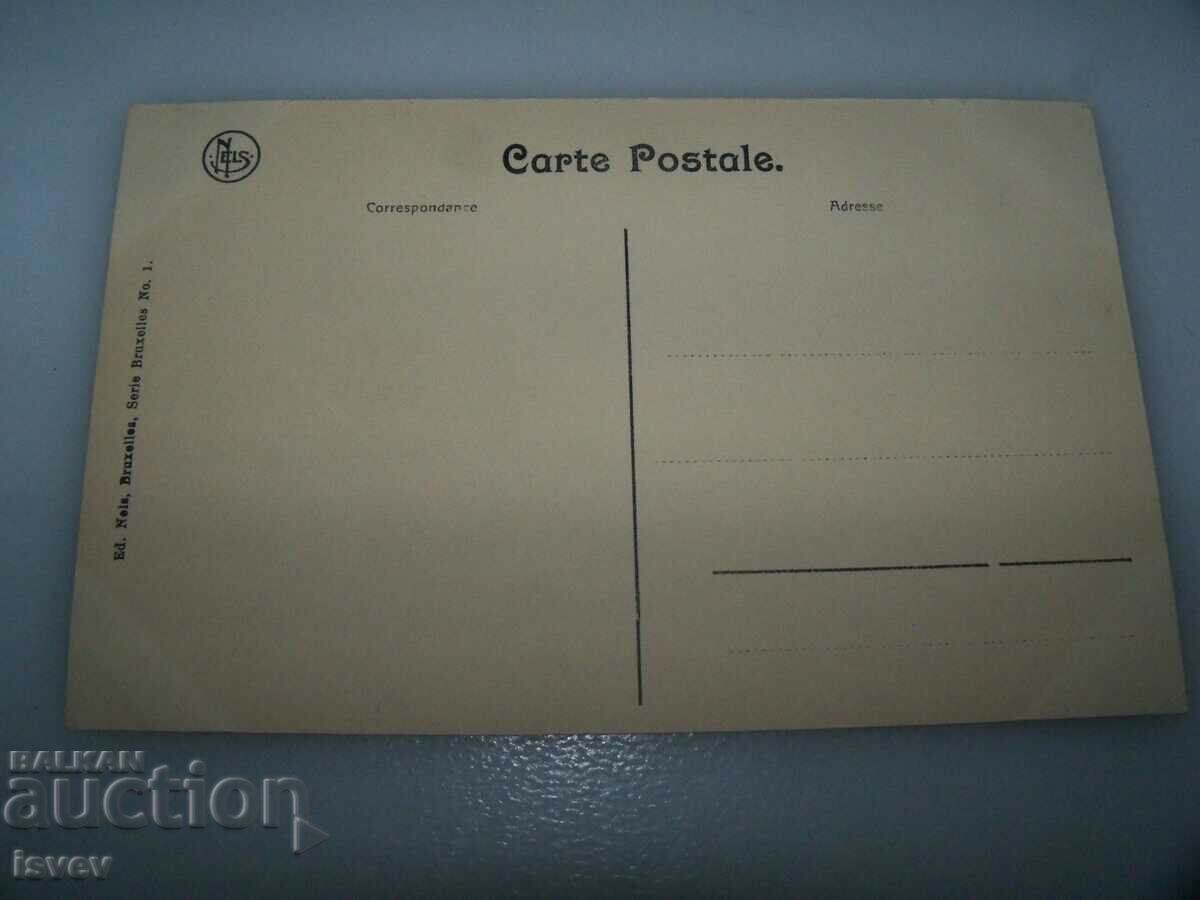 NELS
Carte Postale.
Correspondance
Adresse
Ed. Nels, Bruxelles, Serie Bruxelles No. 1.
BALKAN
auction
isvev